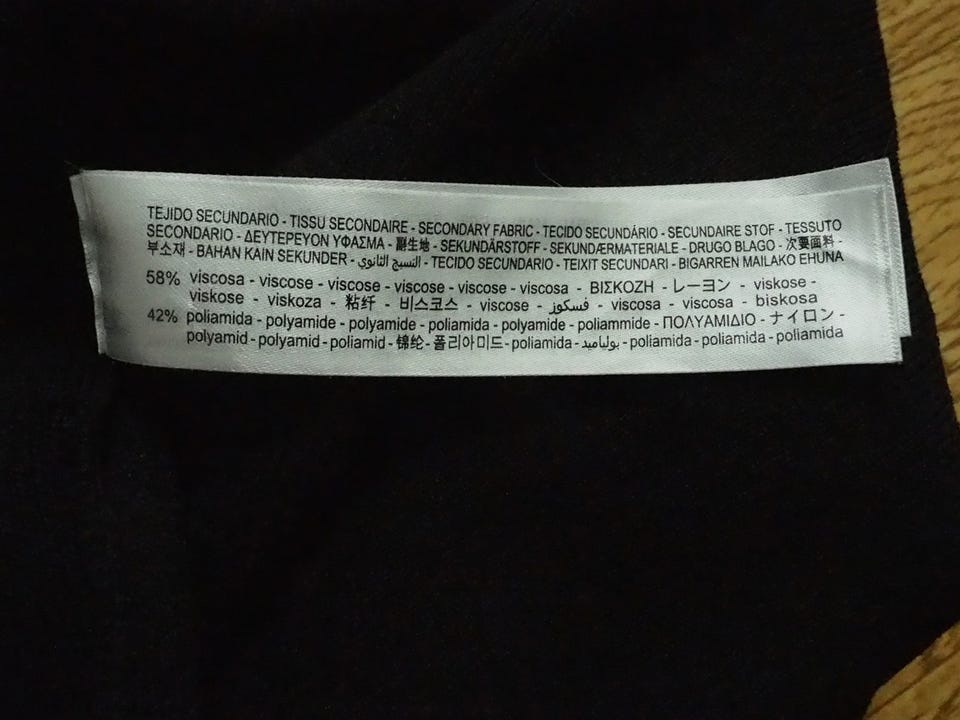 TEJIDO SECUNDARIO - TISSU SECONDAIRE - SECONDARY FABRIC - TECIDO SECUNDÁRIO - SECUNDAIRE STOF - TESSUTO
SECONDARIO - ΔΕΥΤΕΡΕΥΟΝ ΥΦΑΣΜΑ - 副生地 - SEKUNDÄRSTOFF - SEKUNDÆRMATERIALE - DRUGO BLAGO - 次要面料 -
부소재 - BAHAN KAIN SEKUNDER - النسيج الثانوي - TECIDO SECUNDARIO - TEIXIT SECUNDARI - BIGARREN MAILAKO EHUNA
58% viscosa - viscose - viscose - viscose - viscose - viscosa - ΒΙΣΚΟΖΗ - レーヨン - viskose -
viskose - viskoza - 粘纤 - 비스코스 - viscose - فسكوز - viscosa - viscosa - biskosa
42% poliamida - polyamide - polyamide - poliamida - polyamide - poliammide - ΠΟΛΥΑΜΙΔΙΟ - ナイロン -
polyamid - polyamid - poliamid - 锦纶 - 폴리아미드 - poliamida - بولياميد - poliamida - poliamida - poliamida